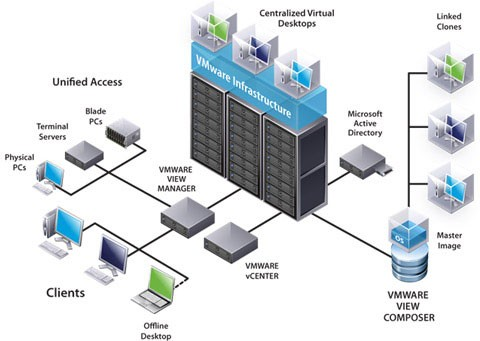 Centralized Virtual
Desktops
Linked
Clones
VMware Infrastructure
Unified Access
Blade
PCs
Terminal
Servers
Physical
PCs
Microsoft
Active
Directory
VMWARE
VIEW
MANAGER
OS
Master
Image
VMWARE
vCENTER
Clients
Offline
Desktop
VMWARE
VIEW
COMPOSER